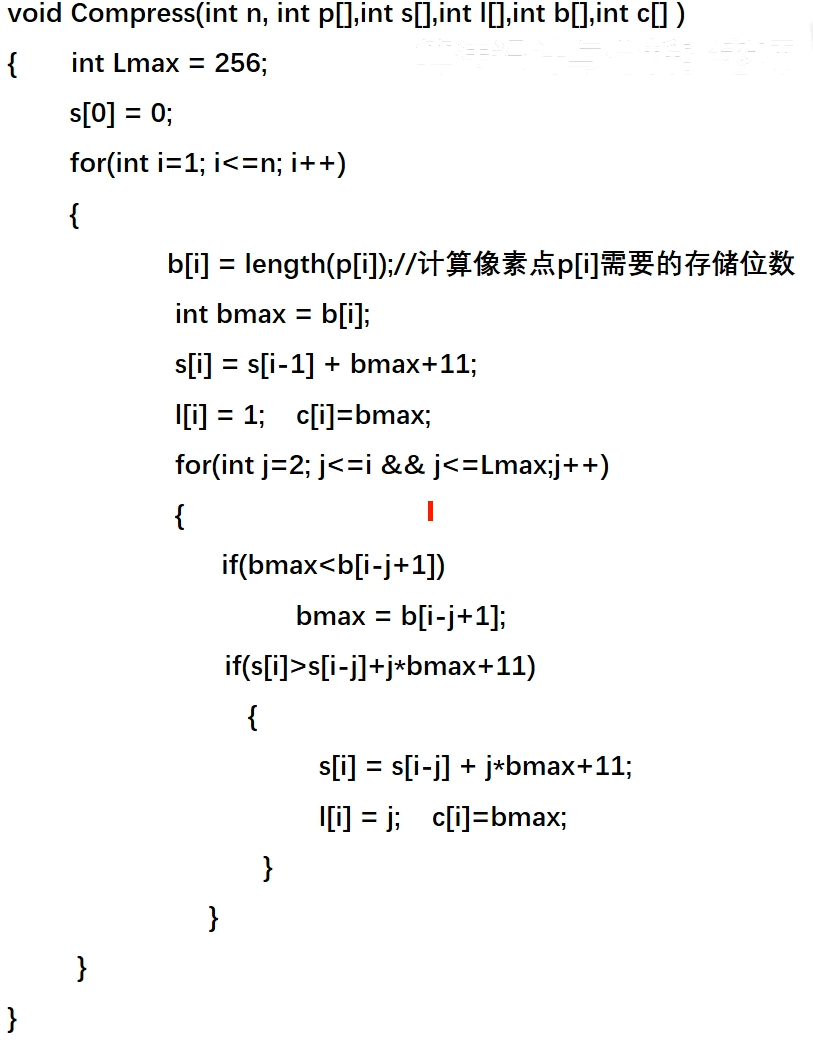 void Compress(int n, int p[],int s[],int l[],int b[],int c[] )
{ int Lmax = 256;
s[0] = 0;
for(int i=1; i<=n; i++)
{
b[i] = length(p[i]);//计算像素点p[i]需要的存储位数
int bmax = b[i];
s[i] = s[i-1] + bmax+11;
l[i] = 1; c[i]=bmax;
for(int j=2; j<=i && j<=Lmax;j++)
{
if(bmax<b[i-j+1])
bmax = b[i-j+1];
if(s[i]>s[i-j]+j*bmax+11)
{
s[i] = s[i-j] + j*bmax+11;
l[i] = j; c[i]=bmax;
}
}
}
}